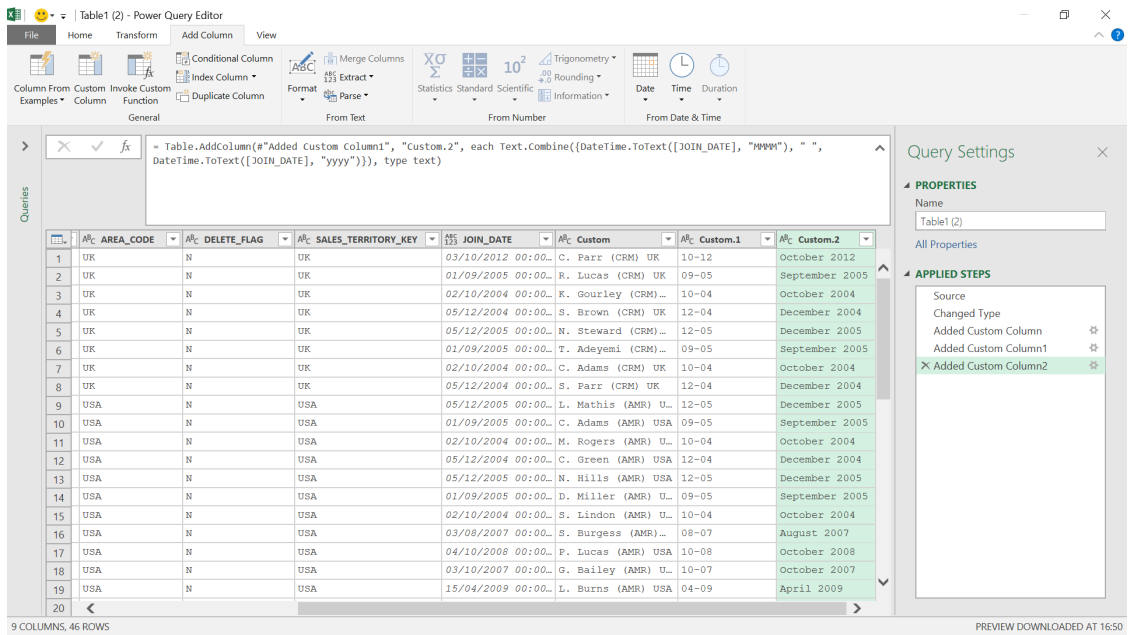 Table1 (2) - Power Query Editor
File Home Transform Add Column View
Column From Examples
Custom Column
Invoke Custom Function
Conditional Column
Index Column
Duplicate Column
General
Format
Merge Columns
Extract
Parse
From Text
Statistics
Standard
Scientific
Trigonometry
Rounding
Information
From Number
Date
Time
Duration
From Date & Time
Queries
= Table.AddColumn(#"Added Custom Column1", "Custom.2", each Text.Combine({DateTime.ToText([JOIN_DATE], "MMMM"), " ",
DateTime.ToText([JOIN_DATE], "yyyy")}), type text)
AREA_CODE DELETE_FLAG SALES_TERRITORY_KEY JOIN_DATE Custom Custom.1 Custom.2
1 UK N UK 03/10/2012 00:00... C. Parr (CRM) UK 10-12 October 2012
2 UK N UK 01/09/2005 00:00... R. Lucas (CRM) UK 09-05 September 2005
3 UK N UK 02/10/2004 00:00... K. Gourley (CRM)... 10-04 October 2004
4 UK N UK 05/12/2004 00:00... S. Brown (CRM) UK 12-04 December 2004
5 UK N UK 05/12/2005 00:00... N. Steward (CRM)... 12-05 December 2005
6 UK N UK 01/09/2005 00:00... T. Adeyemi (CRM)... 09-05 September 2005
7 UK N UK 02/10/2004 00:00... C. Adams (CRM) UK 10-04 October 2004
8 UK N UK 05/12/2004 00:00... S. Parr (CRM) UK 12-04 December 2004
9 USA N USA 05/12/2005 00:00... L. Mathis (AMR) U... 12-05 December 2005
10 USA N USA 01/09/2005 00:00... C. Adams (AMR) USA 09-05 September 2005
11 USA N USA 02/10/2004 00:00... M. Rogers (AMR) U... 10-04 October 2004
12 USA N USA 05/12/2004 00:00... C. Green (AMR) USA 12-04 December 2004
13 USA N USA 05/12/2005 00:00... N. Hills (AMR) USA 12-05 December 2005
14 USA N USA 01/09/2005 00:00... D. Miller (AMR) U... 09-05 September 2005
15 USA N USA 02/10/2004 00:00... S. Lindon (AMR) U... 10-04 October 2004
16 USA N USA 03/08/2007 00:00... S. Burgess (AMR)... 08-07 August 2007
17 USA N USA 04/10/2008 00:00... P. Lucas (AMR) USA 10-08 October 2008
18 USA N USA 03/10/2007 00:00... G. Bailey (AMR) U... 10-07 October 2007
19 USA N USA 15/04/2009 00:00... L. Burns (AMR) USA 04-09 April 2009
20
Query Settings
PROPERTIES
Name
Table1 (2)
All Properties
APPLIED STEPS
Source
Changed Type
Added Custom Column
Added Custom Column1
Added Custom Column2
9 COLUMNS, 46 ROWS
PREVIEW DOWNLOADED AT 16:50